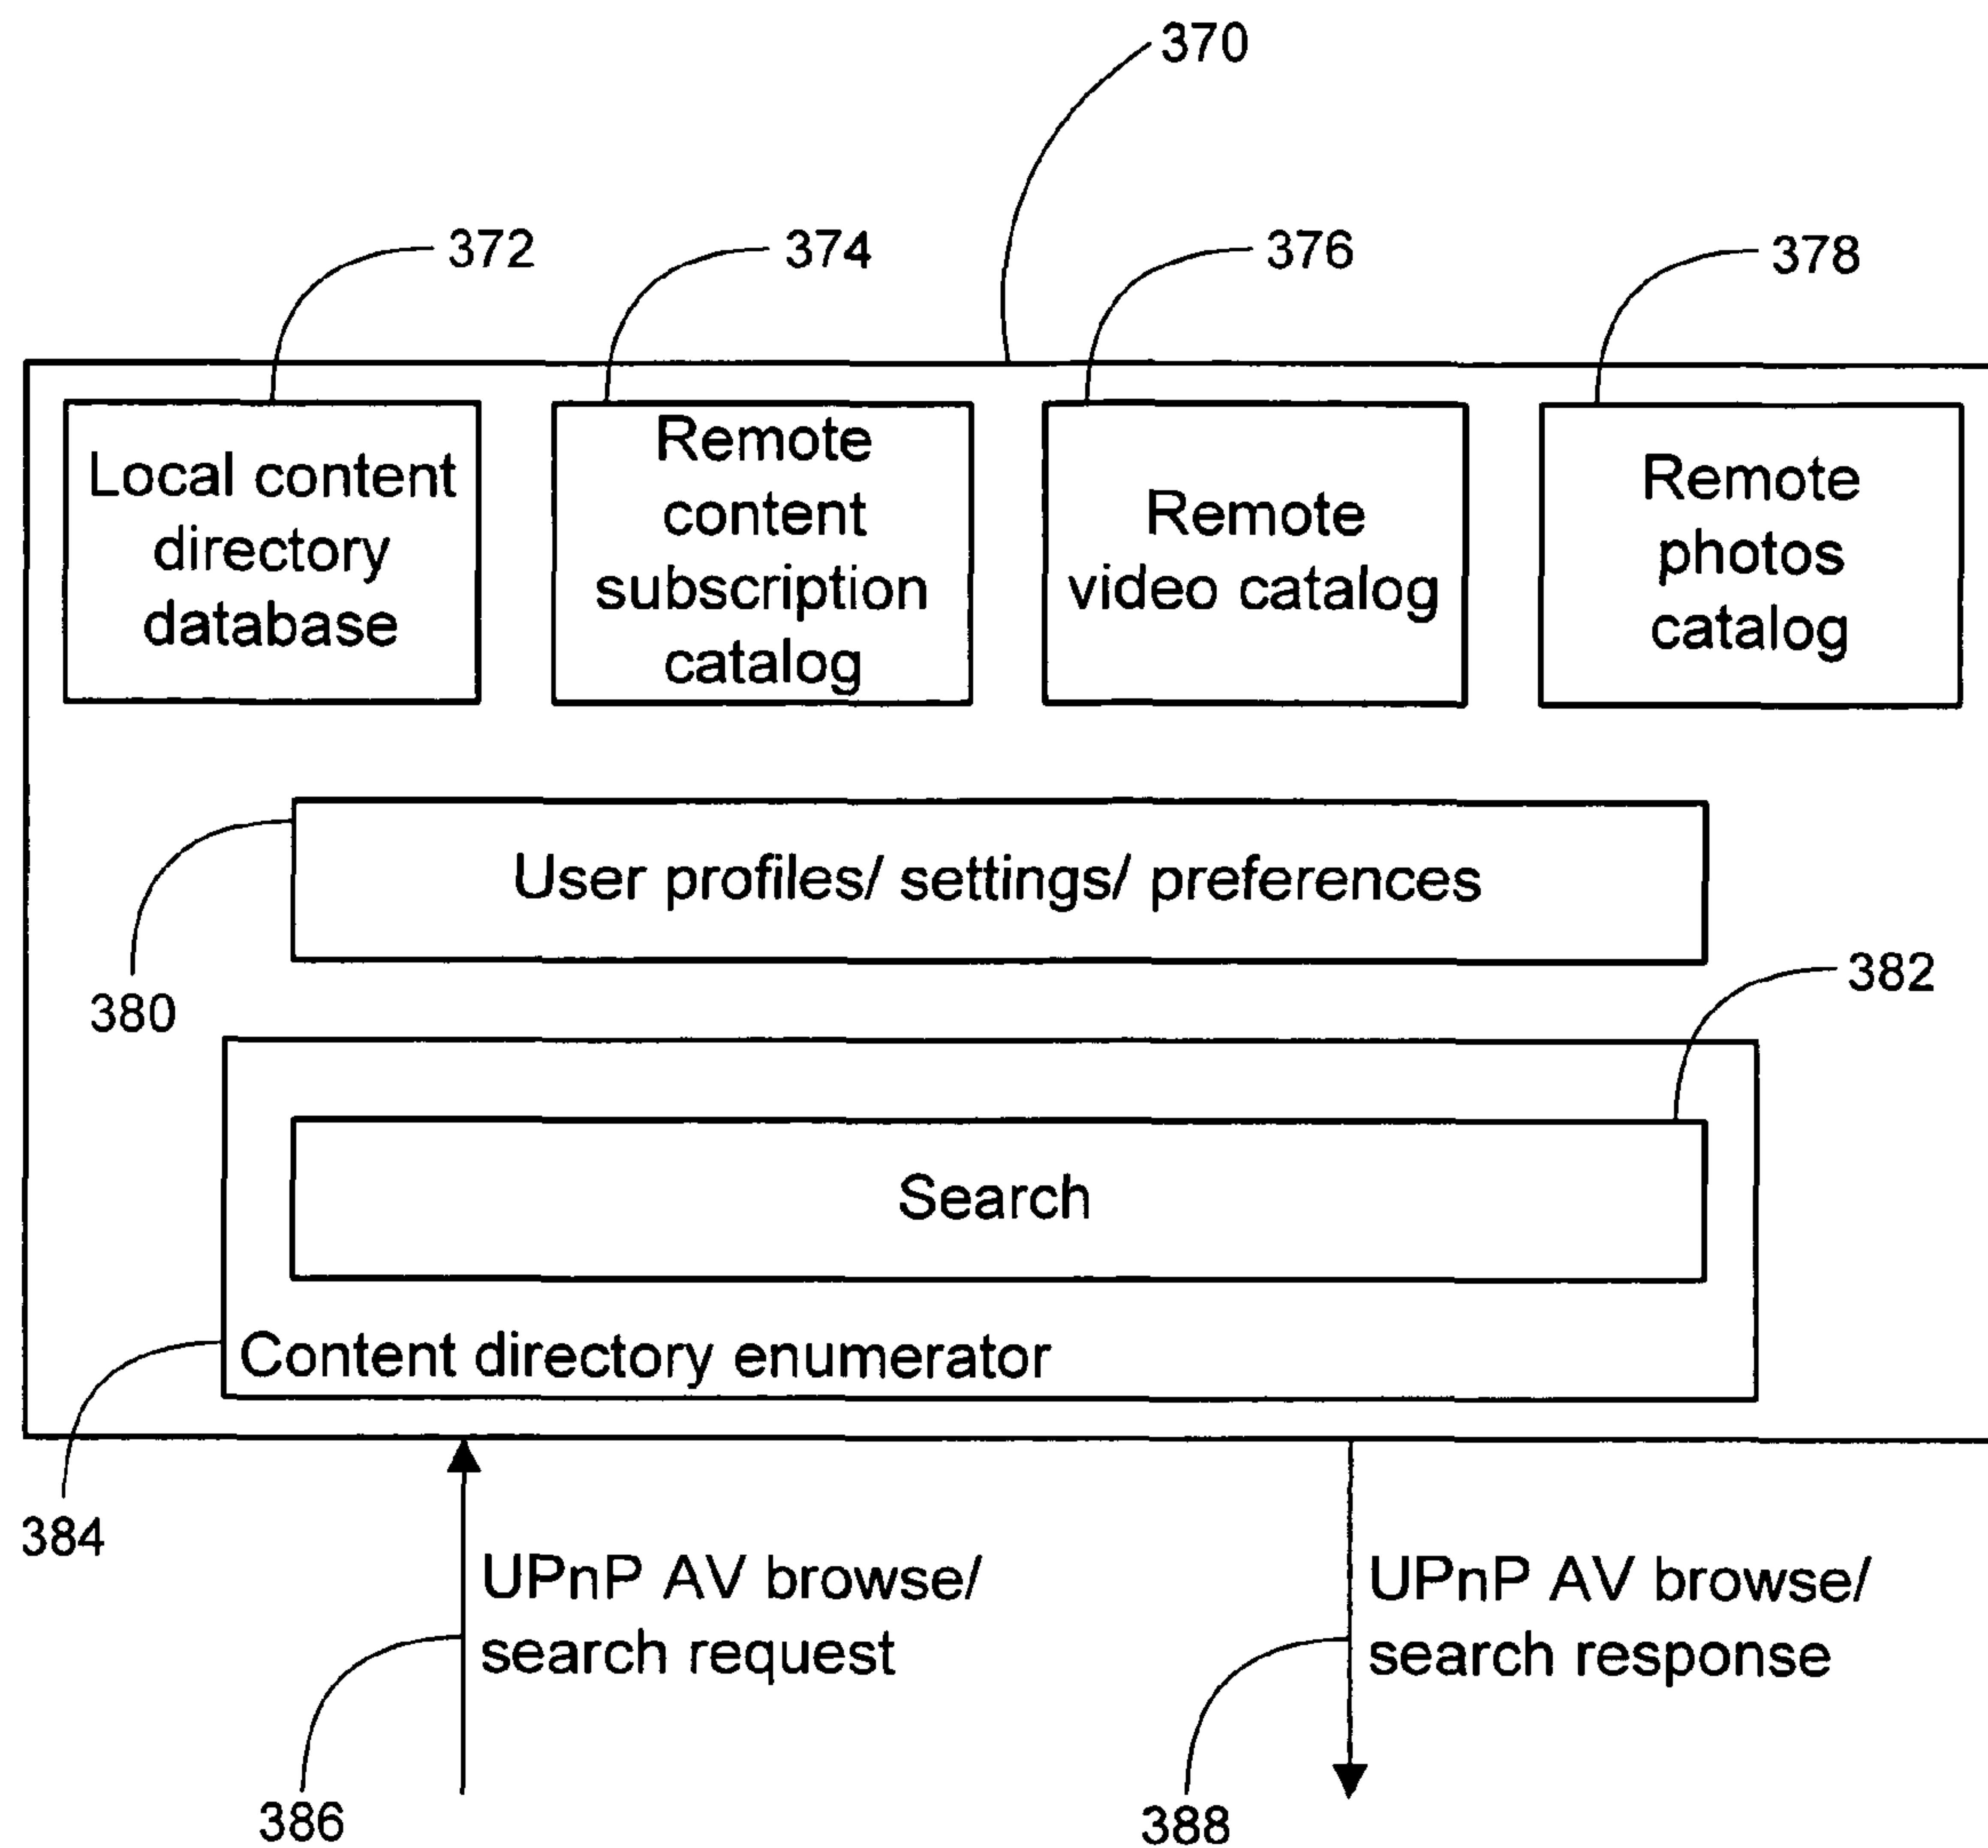 370
372
374
376
378
Local content
directory
database
Remote
content
subscription
catalog
Remote
video catalog
Remote
photos
catalog
User profiles/ settings/ preferences
380
382
Search
Content directory enumerator
384
UPnP AV browse/
search request
UPnP AV browse/
search response
386
388